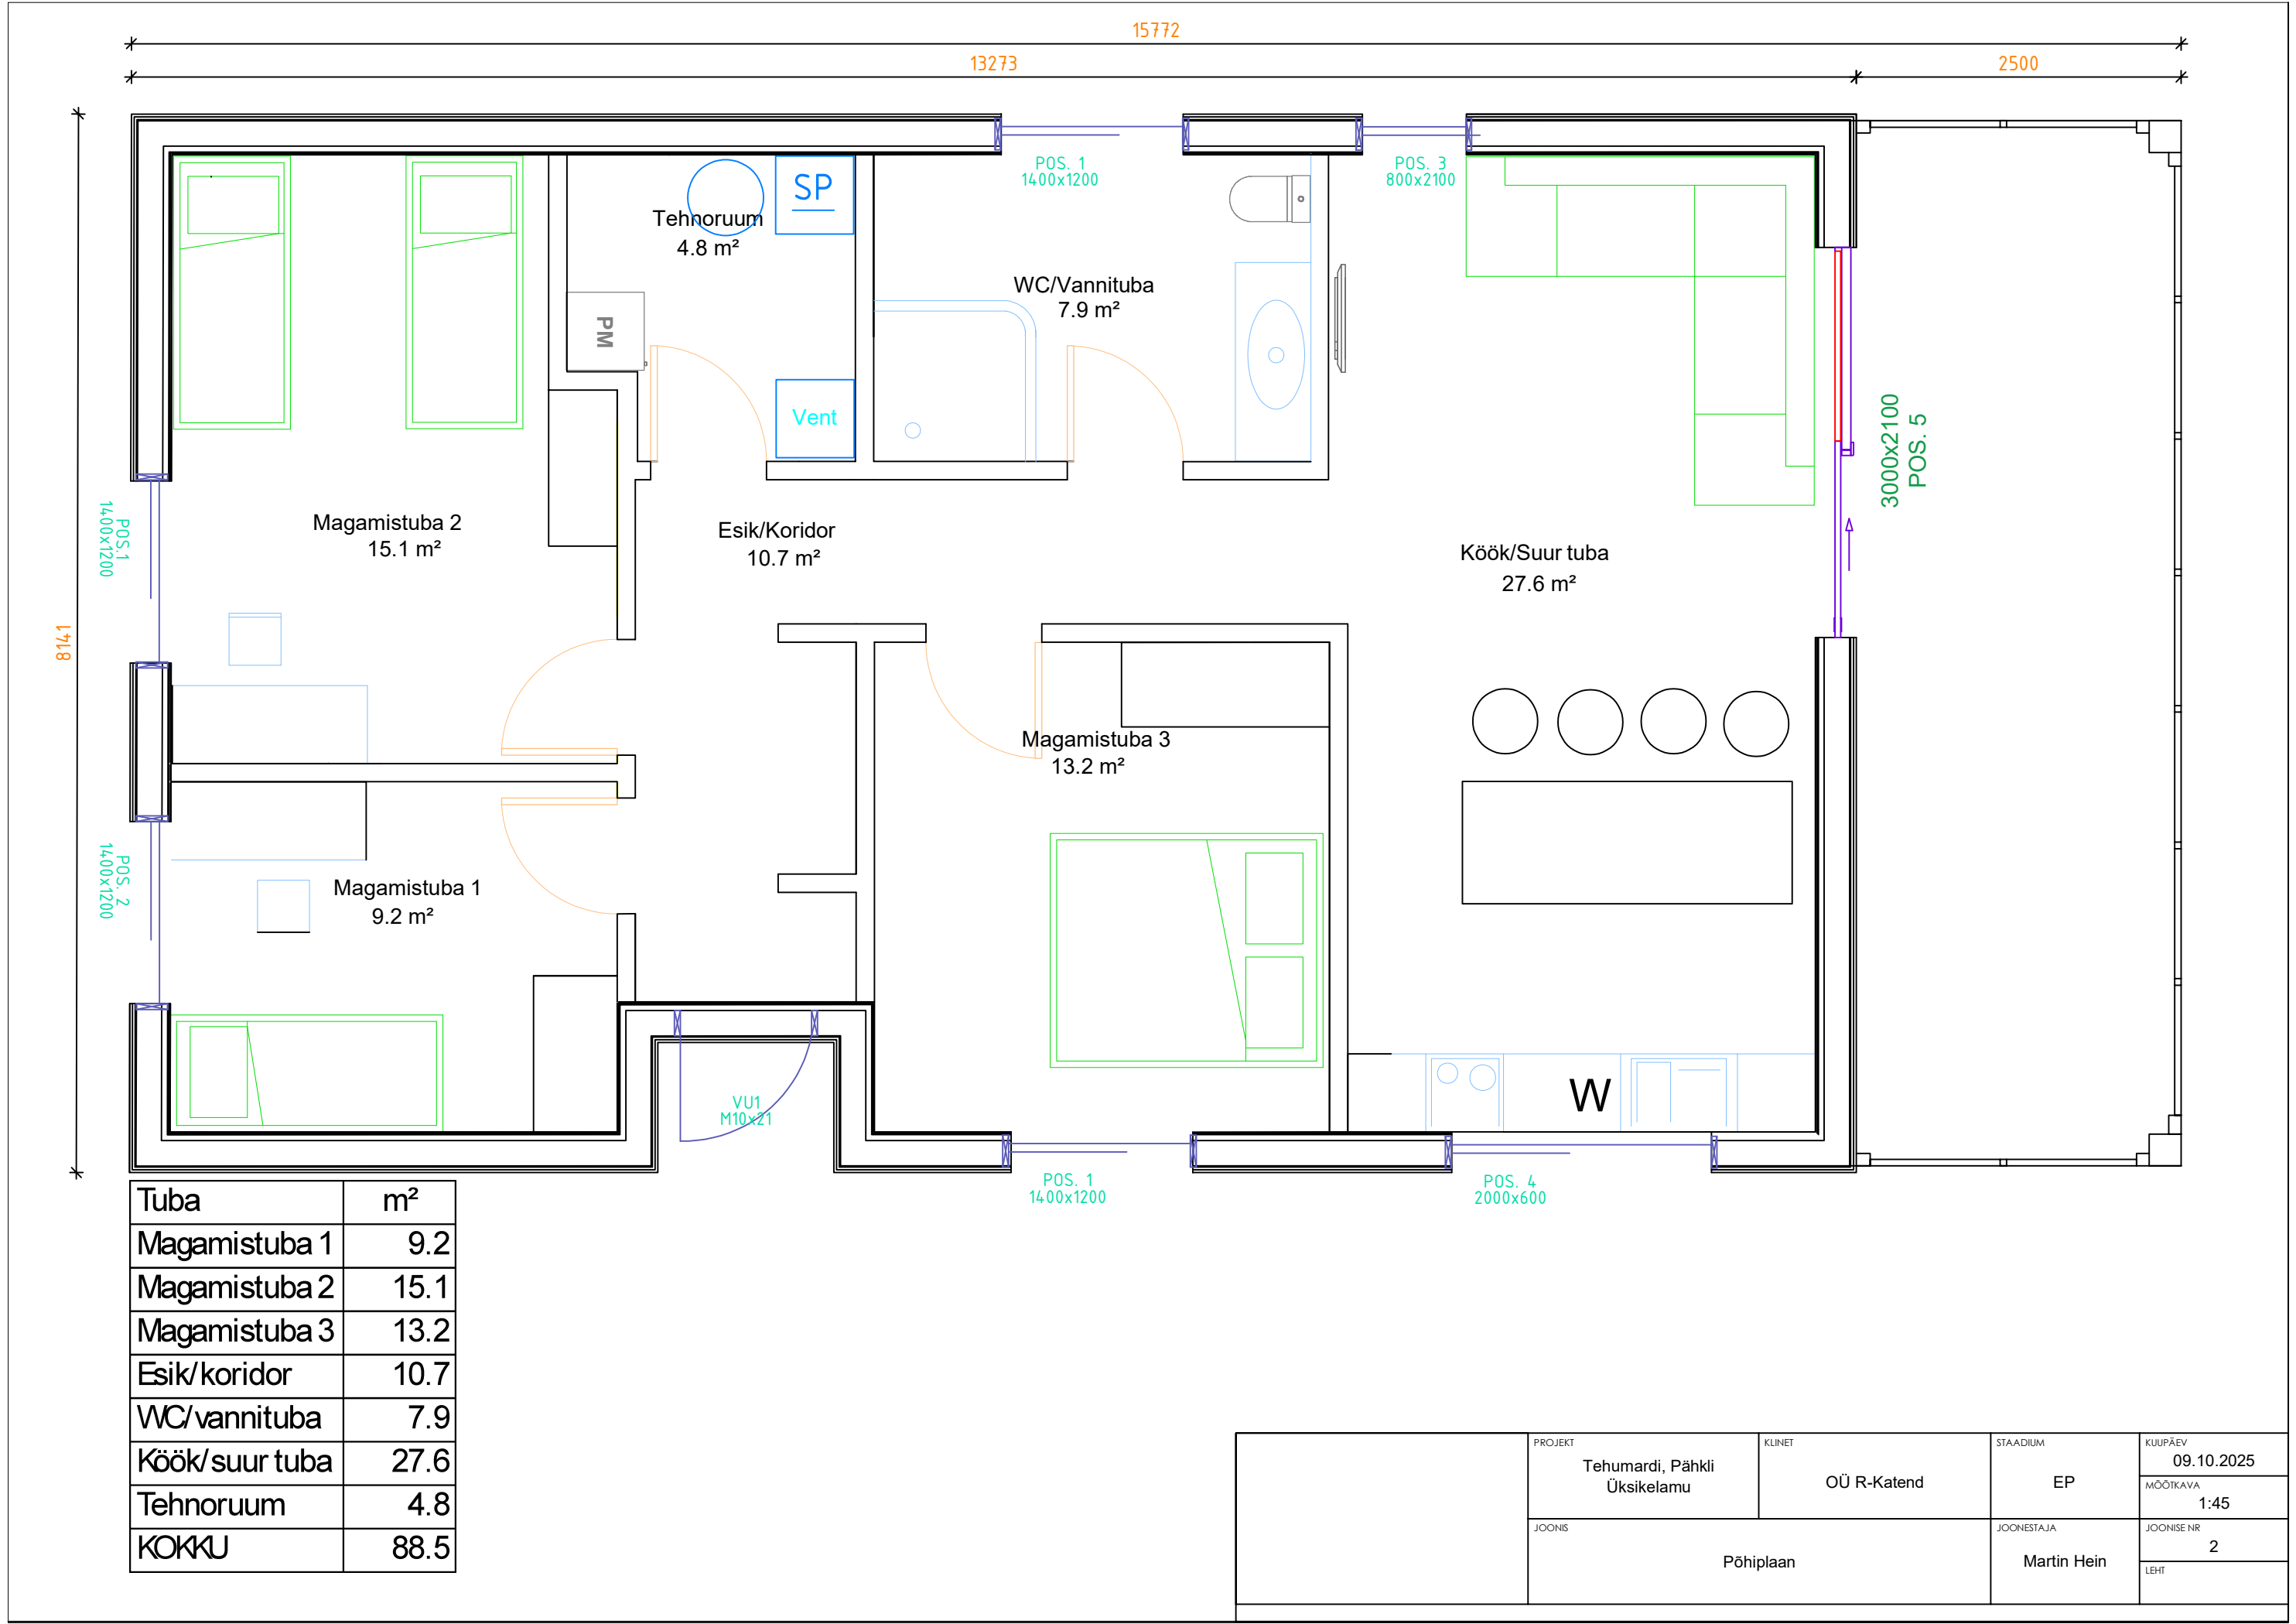 15772
13273
2500
8141
POS. 1
1400x1200
POS. 3
800x2100
SP
Tehnoruum
4.8 m²
WC/Vannituba
7.9 m²
PM
Vent
3000x2100
POS. 5
POS.1
1400x1200
Magamistuba 2
15.1 m²
Esik/Koridor
10.7 m²
Köök/Suur tuba
27.6 m²
Magamistuba 3
13.2 m²
POS. 2
1400x1200
Magamistuba 1
9.2 m²
W
VU1
M10x21
POS. 1
1400x1200
POS. 4
2000x600
Tuba m²
Magamistuba 1 9.2
Magamistuba 2 15.1
Magamistuba 3 13.2
Esik/koridor 10.7
WC/vannituba 7.9
Köök/suur tuba 27.6
Tehnoruum 4.8
KOKKU 88.5
PROJEKT
Tehumardi, Pähkli
Üksikelamu
KLINET
OÜ R-Katend
STAADIUM
EP
KUUPÄEV
09.10.2025
MÕÕTKAVA
1:45
JOONIS
Põhiplaan
JOONESTAJA
Martin Hein
JOONISE NR
2
LEHT